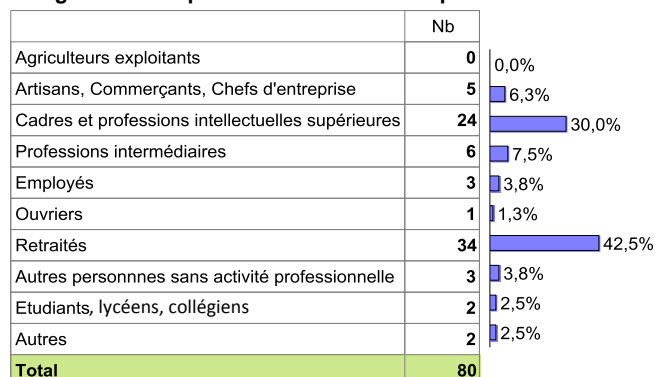 Nb
Agriculteurs exploitants 0 0,0%
Artisans, Commerçants, Chefs d'entreprise 5 6,3%
Cadres et professions intellectuelles supérieures 24 30,0%
Professions intermédiaires 6 7,5%
Employés 3 3,8%
Ouvriers 1 1,3%
Retraités 34 42,5%
Autres personnnes sans activité professionnelle 3 3,8%
Etudiants, lycéens, collégiens 2 2,5%
Autres 2 2,5%
Total 80